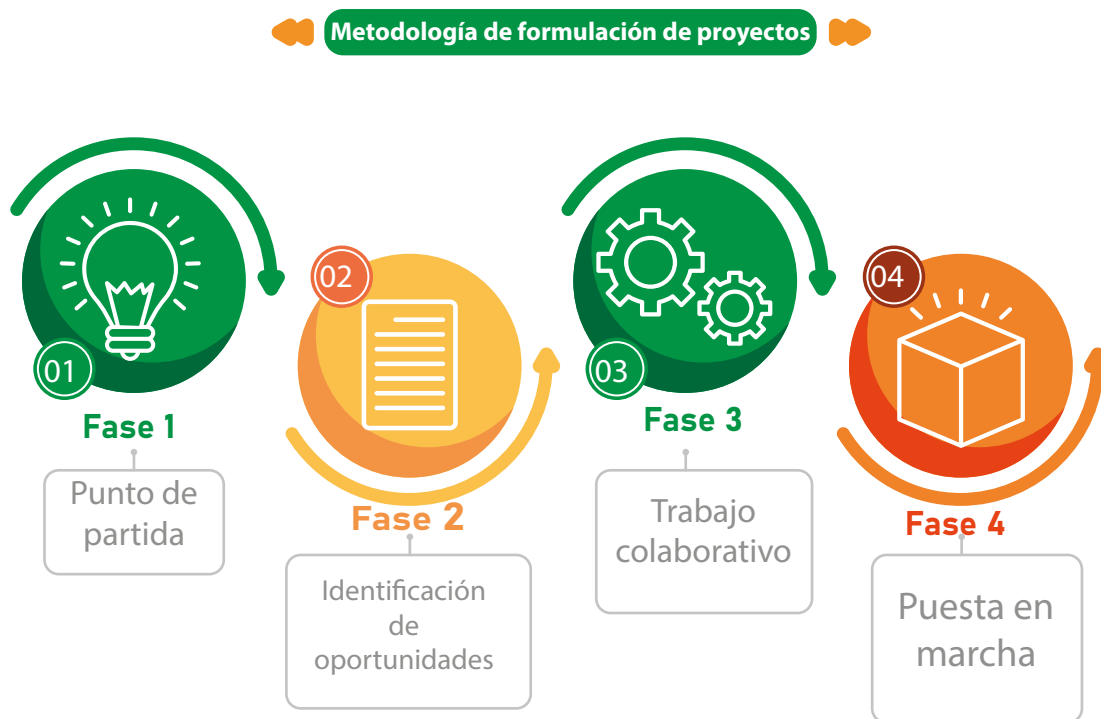 Metodología de formulación de proyectos
01
Fase 1
Punto de
partida
02
Fase 2
Identificación
de
oportunidades
03
Fase 3
Trabajo
colaborativo
04
Fase 4
Puesta en
marcha